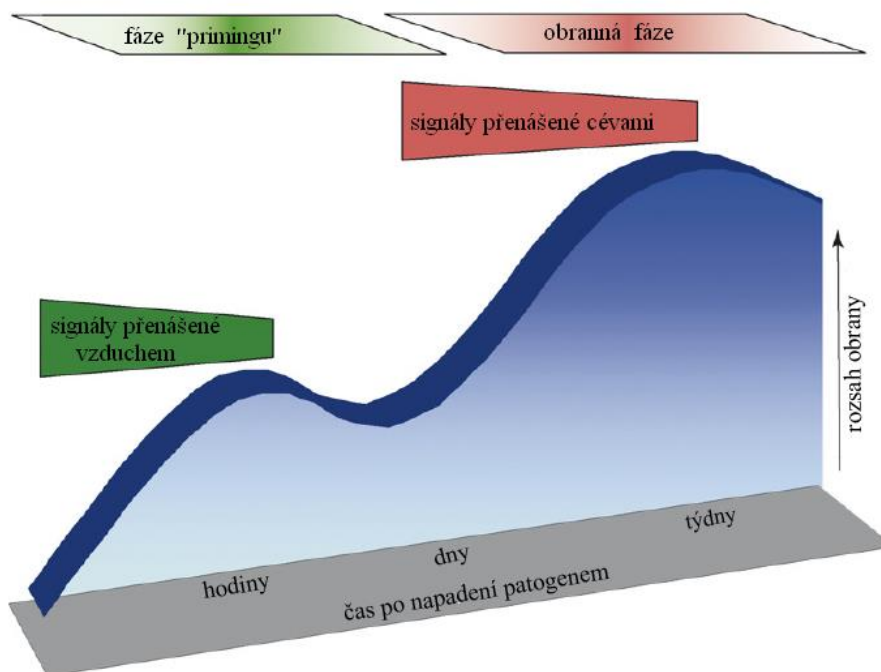 fáze "primingu"
obranná fáze
signály přenášené cévami
signály přenášené
vzduchem
rozsah obrany
hodiny
dny
týdny
čas po napadení patogenem